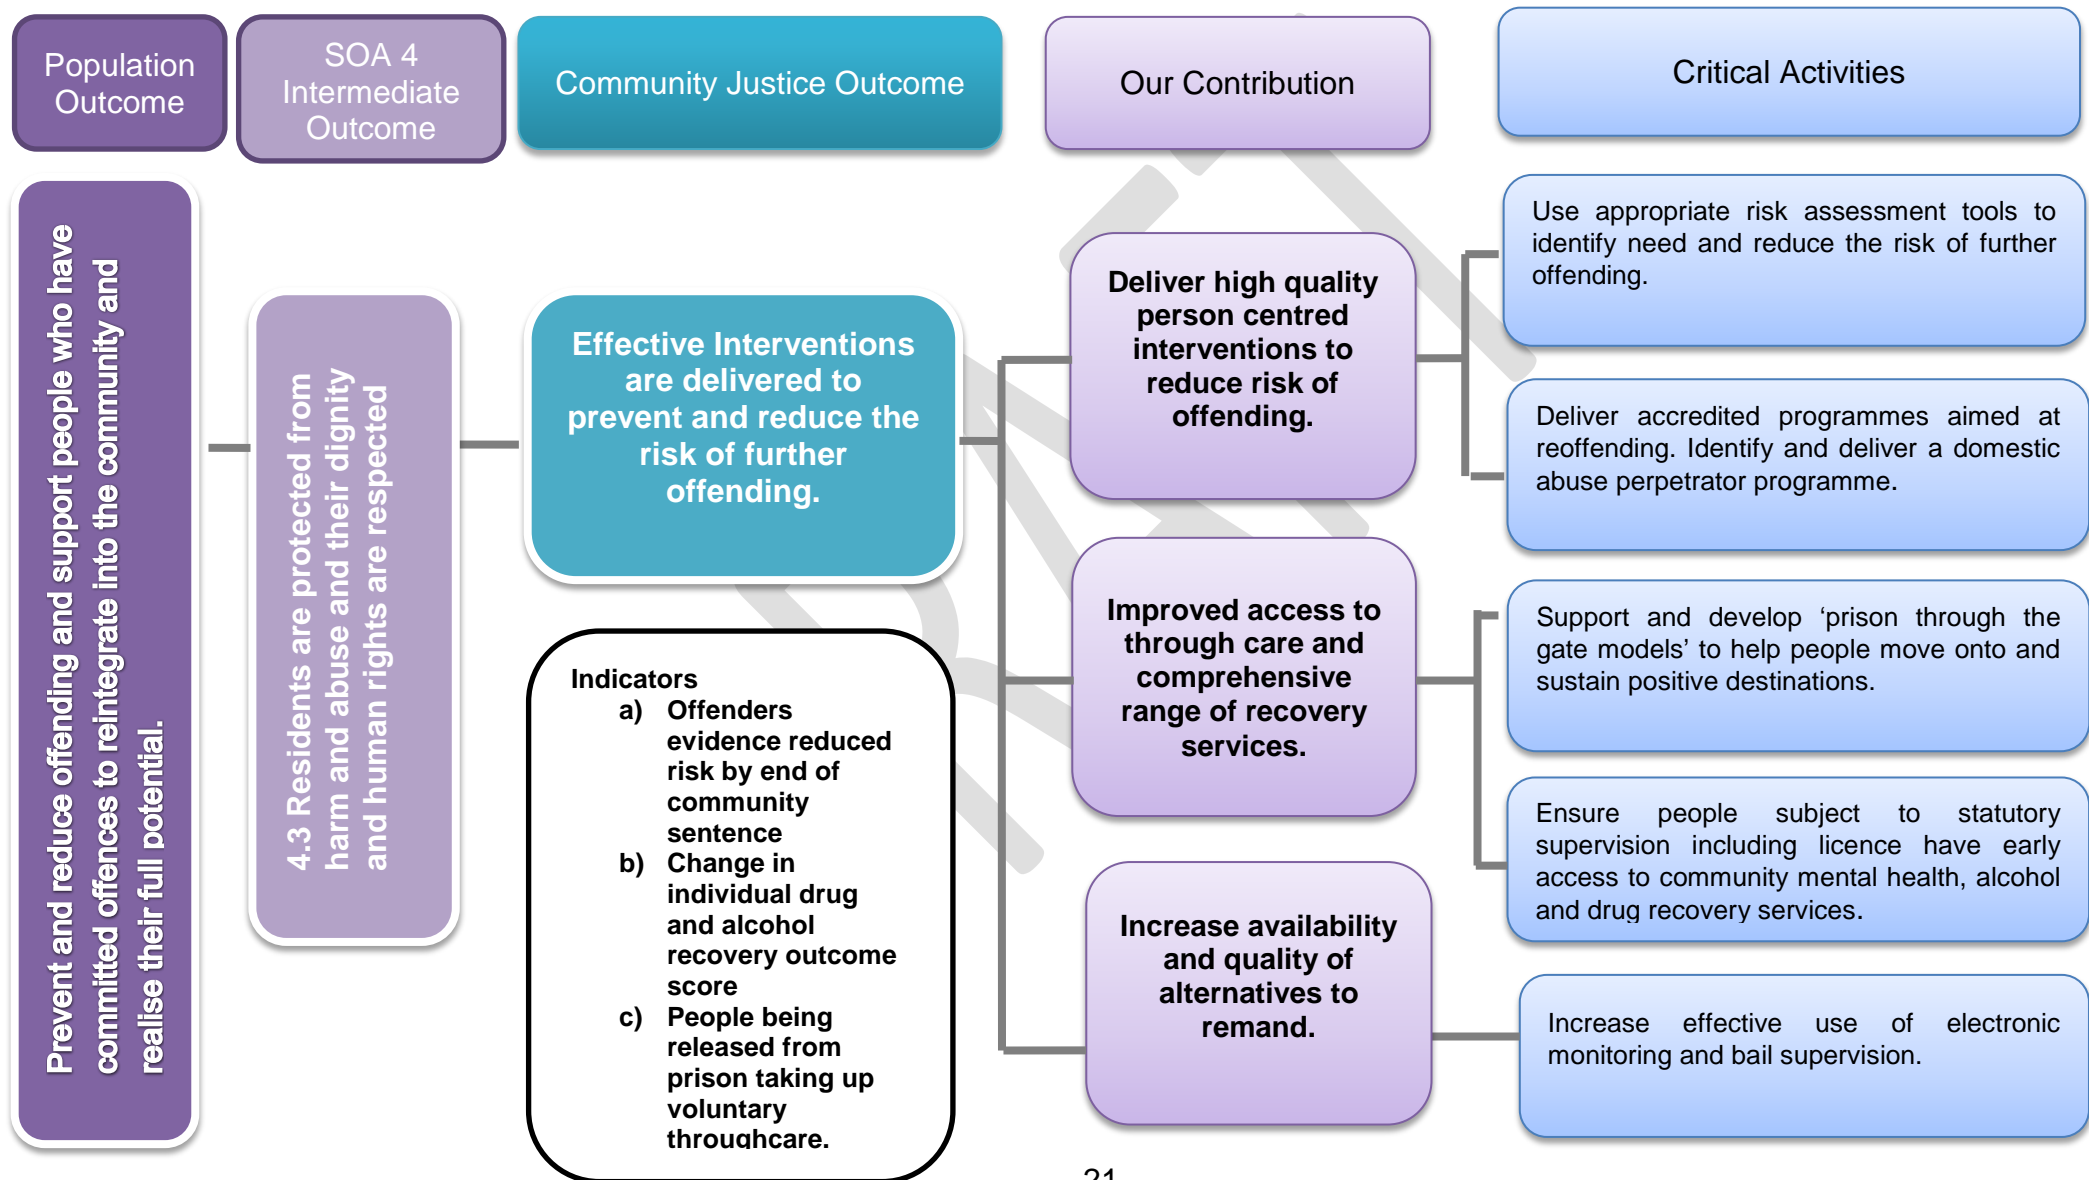 Population
Outcome
SOA 4
Intermediate
Outcome
Community Justice Outcome
Our Contribution
Critical Activities
Prevent and reduce offending and support people who have
committed offences to reintegrate into the community and
realise their full potential.
4.3 Residents are protected from
harm and abuse and their dignity
and human rights are respected
Effective Interventions
are delivered to
prevent and reduce the
risk of further
offending.
Indicators
a) Offenders
evidence reduced
risk by end of
community
sentence
b) Change in
individual drug
and alcohol
recovery outcome
score
c) People being
released from
prison taking up
voluntary
throughcare.
Deliver high quality
person centred
interventions to
reduce risk of
offending.
Improved access to
through care and
comprehensive
range of recovery
services.
Increase availability
and quality of
alternatives to
remand.
Use appropriate risk assessment tools to
identify need and reduce the risk of further
offending.
Deliver accredited programmes aimed at
reoffending. Identify and deliver a domestic
abuse perpetrator programme.
Support and develop ‘prison through the
gate models’ to help people move onto and
sustain positive destinations.
Ensure people subject to statutory
supervision including licence have early
access to community mental health, alcohol
and drug recovery services.
Increase effective use of electronic
monitoring and bail supervision.
21
DRAFT